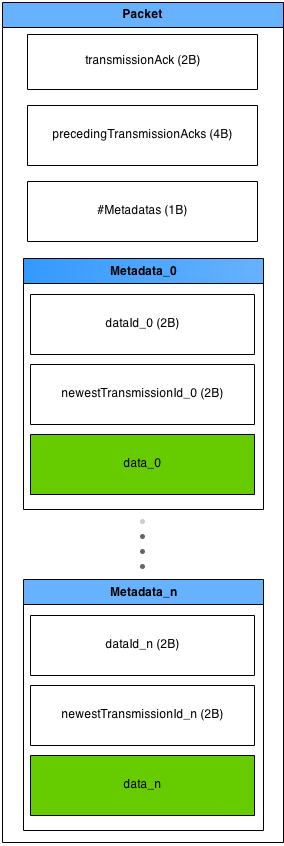 Packet
transmissionAck (2B)
precedingTransmissionAcks (4B)
#Metadatas (1B)
Metadata_0
dataId_0 (2B)
newestTransmissionId_0 (2B)
data_0
Metadata_n
dataId_n (2B)
newestTransmissionId_n (2B)
data_n